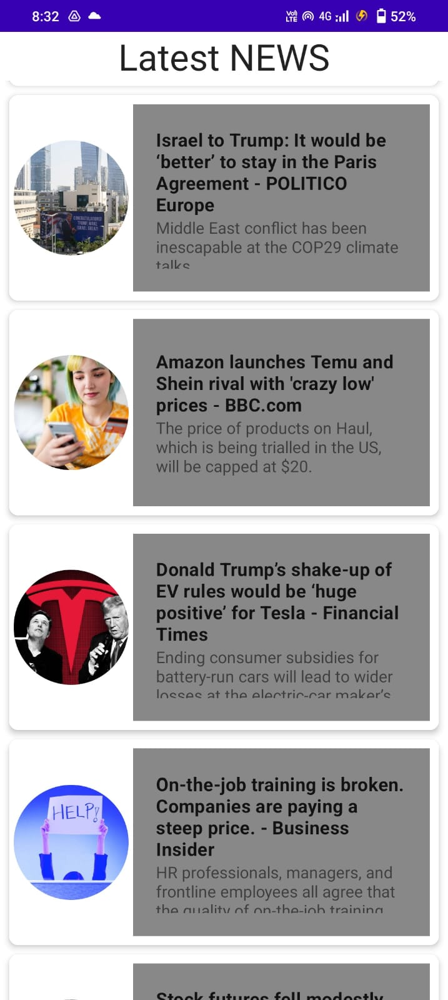 8:32 VoD LTE 4G 52%
Latest NEWS
Israel to Trump: It would be
‘better’ to stay in the Paris
Agreement - POLITICO
Europe
Middle East conflict has been
inescapable at the COP29 climate
talks
CONGRATULATIONS!
TRUMP, MAKE
ISRAEL GREAT!
Amazon launches Temu and
Shein rival with 'crazy low'
prices - BBC.com
The price of products on Haul,
which is being trialled in the US,
will be capped at $20.
Donald Trump’s shake-up of
EV rules would be ‘huge
positive’ for Tesla - Financial
Times
Ending consumer subsidies for
battery-run cars will lead to wider
losses at the electric-car maker’s
HELP!
On-the-job training is broken.
Companies are paying a
steep price. - Business
Insider
HR professionals, managers, and
frontline employees all agree that
the quality of on-the-job training
Stock futures fell modestly